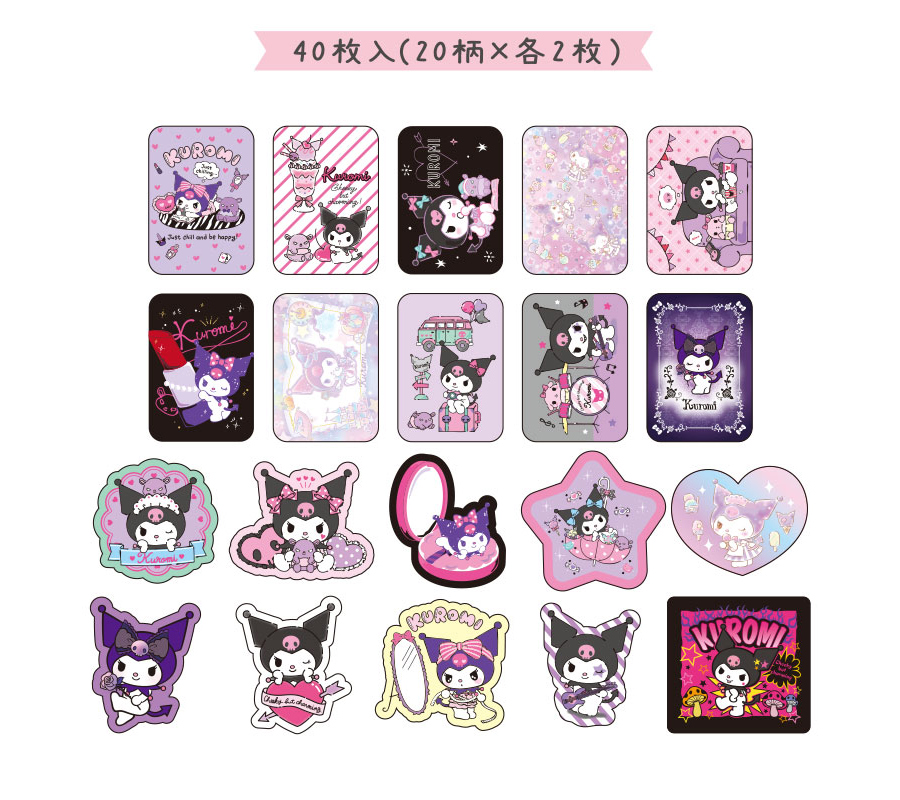 40枚入(20柄×各2枚)
KUROMI
Just
chilling
Just chill and be happy!
Kuromi
Cheeky
but
charming!
KUROMI
Kuromi
Kuromi
Kuromi
KUROMI
Cheeky but charming
KUROMI